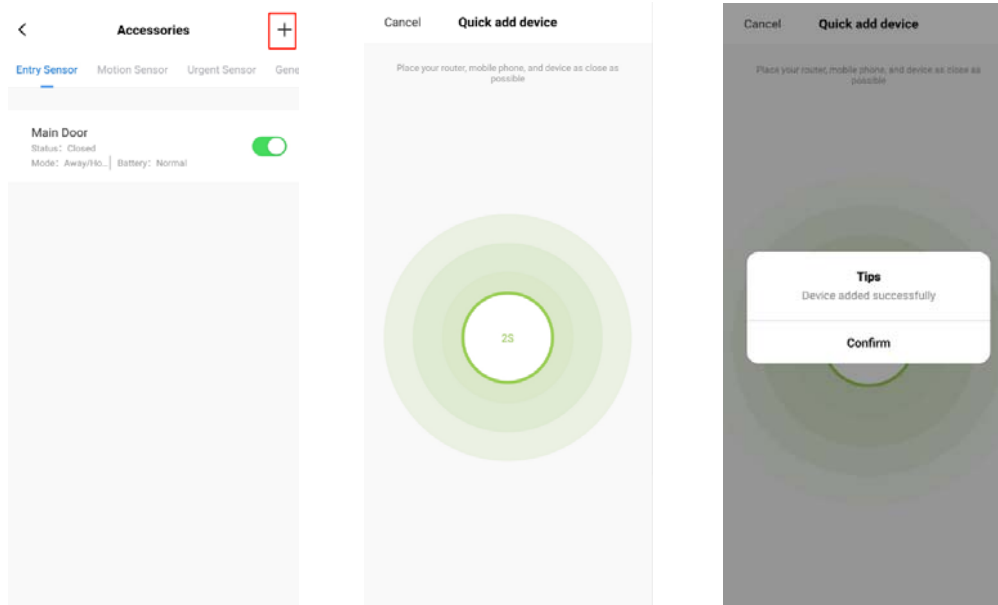 Accessories
Entry Sensor Motion Sensor Urgent Sensor Gene
Main Door
Status: Closed
Mode: Away/Ho... Battery: Normal
Cancel Quick add device
Place your router, mobile phone, and device as close as
possible
2S
Cancel Quick add device
Place your router, mobile phone, and device as close as
possible
Tips
Device added successfully
Confirm